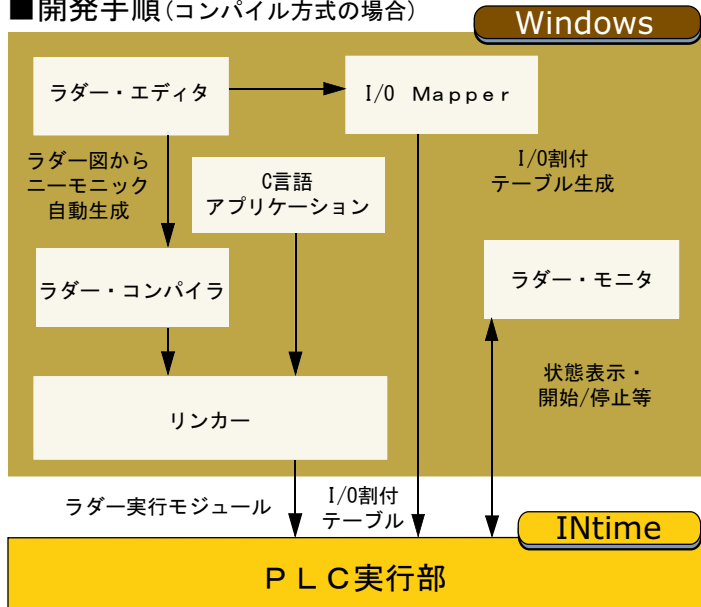 ■開発手順(コンパイル方式の場合)
Windows
ラダー・エディタ
I/O Mapper
ラダー図から
ニーモニック
自動生成
C言語
アプリケーション
I/O割付
テーブル生成
ラダー・コンパイラ
ラダー・モニタ
リンカー
状態表示・
開始/停止等
ラダー実行モジュール
I/O割付
テーブル
INtime
PLC実行部